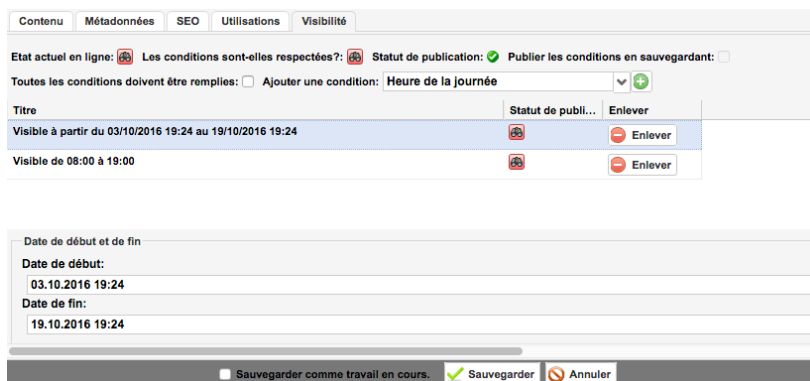 Contenu Métadonnées SEO Utilisations Visibilité
Etat actuel en ligne: Les conditions sont-elles respectées?: Statut de publication: Publier les conditions en sauvegardant:
Toutes les conditions doivent être remplies: Ajouter une condition: Heure de la journée
Titre Statut de publi... Enlever
Visible à partir du 03/10/2016 19:24 au 19/10/2016 19:24 Enlever
Visible de 08:00 à 19:00 Enlever
Date de début et de fin
Date de début:
03.10.2016 19:24
Date de fin:
19.10.2016 19:24
Sauvegarder comme travail en cours. Sauvegarder Annuler